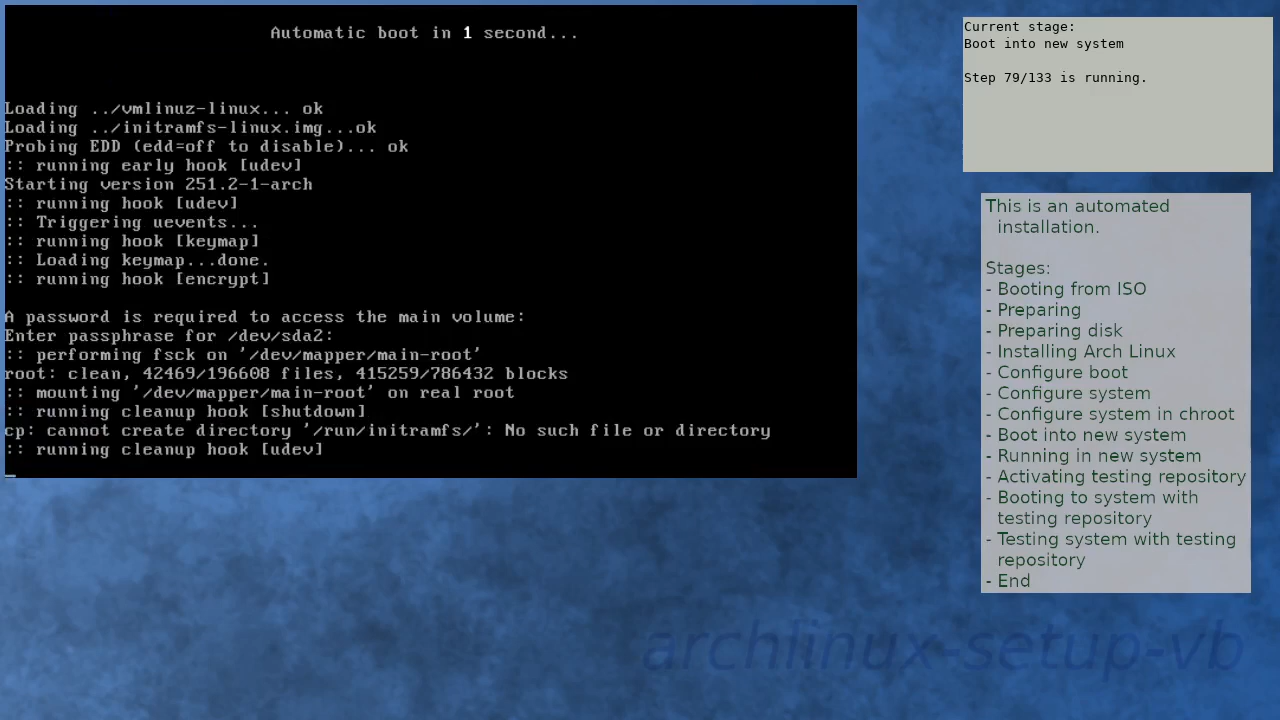 Automatic boot in 1 second...
Loading ../vmlinuz-linux... ok
Loading ../initramfs-linux.img...ok
Probing EDD (edd=off to disable)... ok
:: running early hook [udev]
Starting version 251.2-1-arch
:: running hook [udev]
:: Triggering uevents...
:: running hook [keymap]
:: Loading keymap...done.
:: running hook [encrypt]
A password is required to access the main volume:
Enter passphrase for /dev/sda2:
:: performing fsck on '/dev/mapper/main-root'
root: clean, 42469/196608 files, 415259/786432 blocks
:: mounting '/dev/mapper/main-root' on real root
:: running cleanup hook [shutdown]
cp: cannot create directory '/run/initramfs/': No such file or directory
:: running cleanup hook [udev]
Current stage:
Boot into new system
Step 79/133 is running.
This is an automated
installation.
Stages:
- Booting from ISO
- Preparing
- Preparing disk
- Installing Arch Linux
- Configure boot
- Configure system
- Configure system in chroot
- Boot into new system
- Running in new system
- Activating testing repository
- Booting to system with
testing repository
- Testing system with testing
repository
- End
archlinux-setup-vb